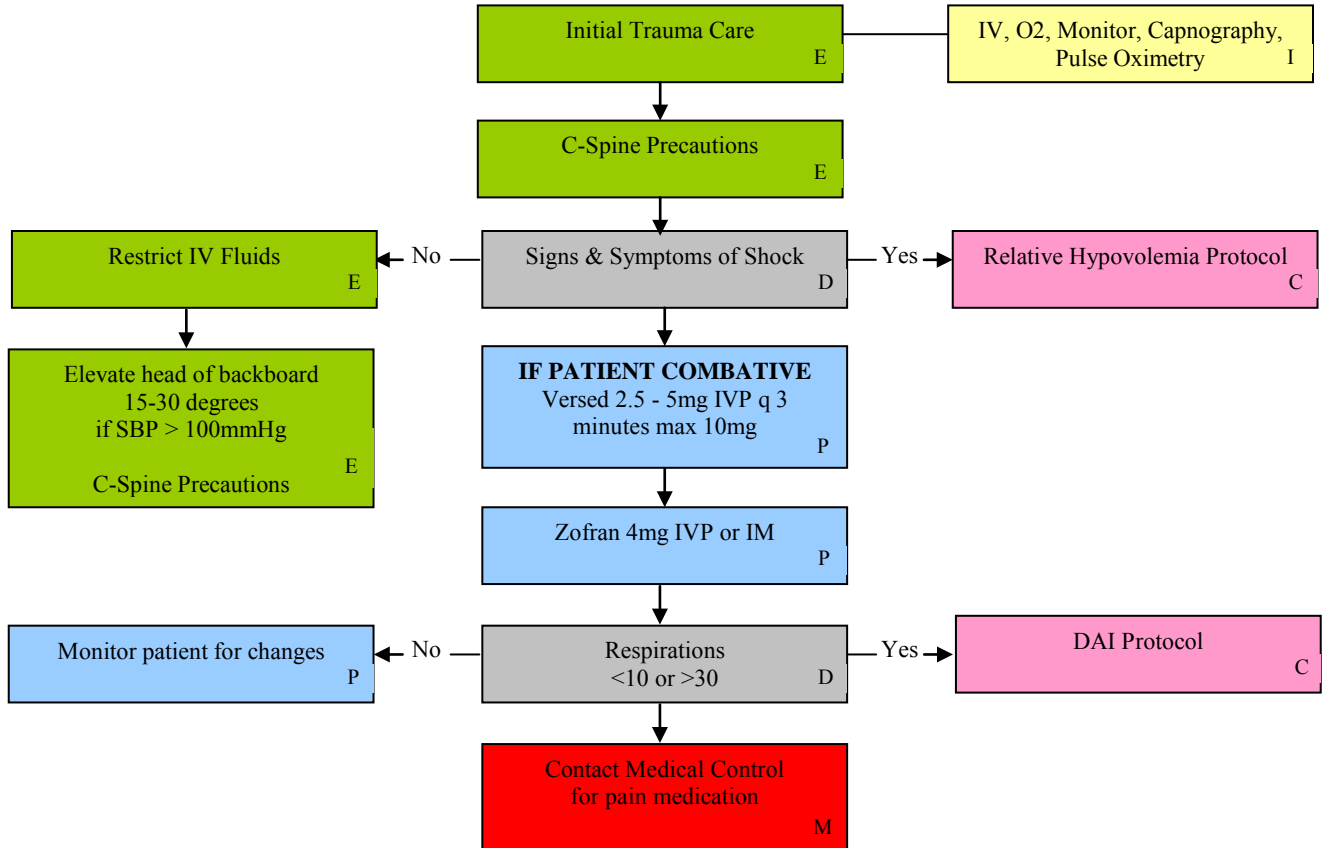 Initial Trauma Care
E
IV, O2, Monitor, Capnography,
Pulse Oximetry
I
C-Spine Precautions
E
Restrict IV Fluids
E
No
Signs & Symptoms of Shock
D
Yes
Relative Hypovolemia Protocol
C
Elevate head of backboard
15-30 degrees
if SBP > 100mmHg
E
C-Spine Precautions
IF PATIENT COMBATIVE
Versed 2.5 - 5mg IVP q 3
minutes max 10mg
P
Zofran 4mg IVP or IM
P
Monitor patient for changes
P
No
Respirations
<10 or >30
D
Yes
DAI Protocol
C
Contact Medical Control
for pain medication
M